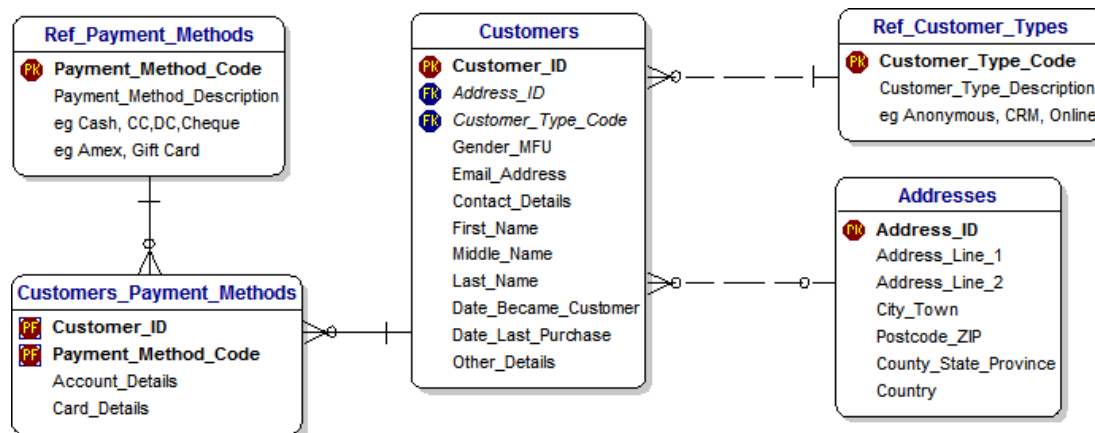 Ref_Payment_Methods
PK Payment_Method_Code
Payment_Method_Description
eg Cash, CC,DC,Cheque
eg Amex, Gift Card
Customers_Payment_Methods
PF Customer_ID
PF Payment_Method_Code
Account_Details
Card_Details
Customers
PK Customer_ID
FK Address_ID
FK Customer_Type_Code
Gender_MFU
Email_Address
Contact_Details
First_Name
Middle_Name
Last_Name
Date_Became_Customer
Date_Last_Purchase
Other_Details
Ref_Customer_Types
PK Customer_Type_Code
Customer_Type_Description
eg Anonymous, CRM, Online
Addresses
PK Address_ID
Address_Line_1
Address_Line_2
City_Town
Postcode_ZIP
County_State_Province
Country